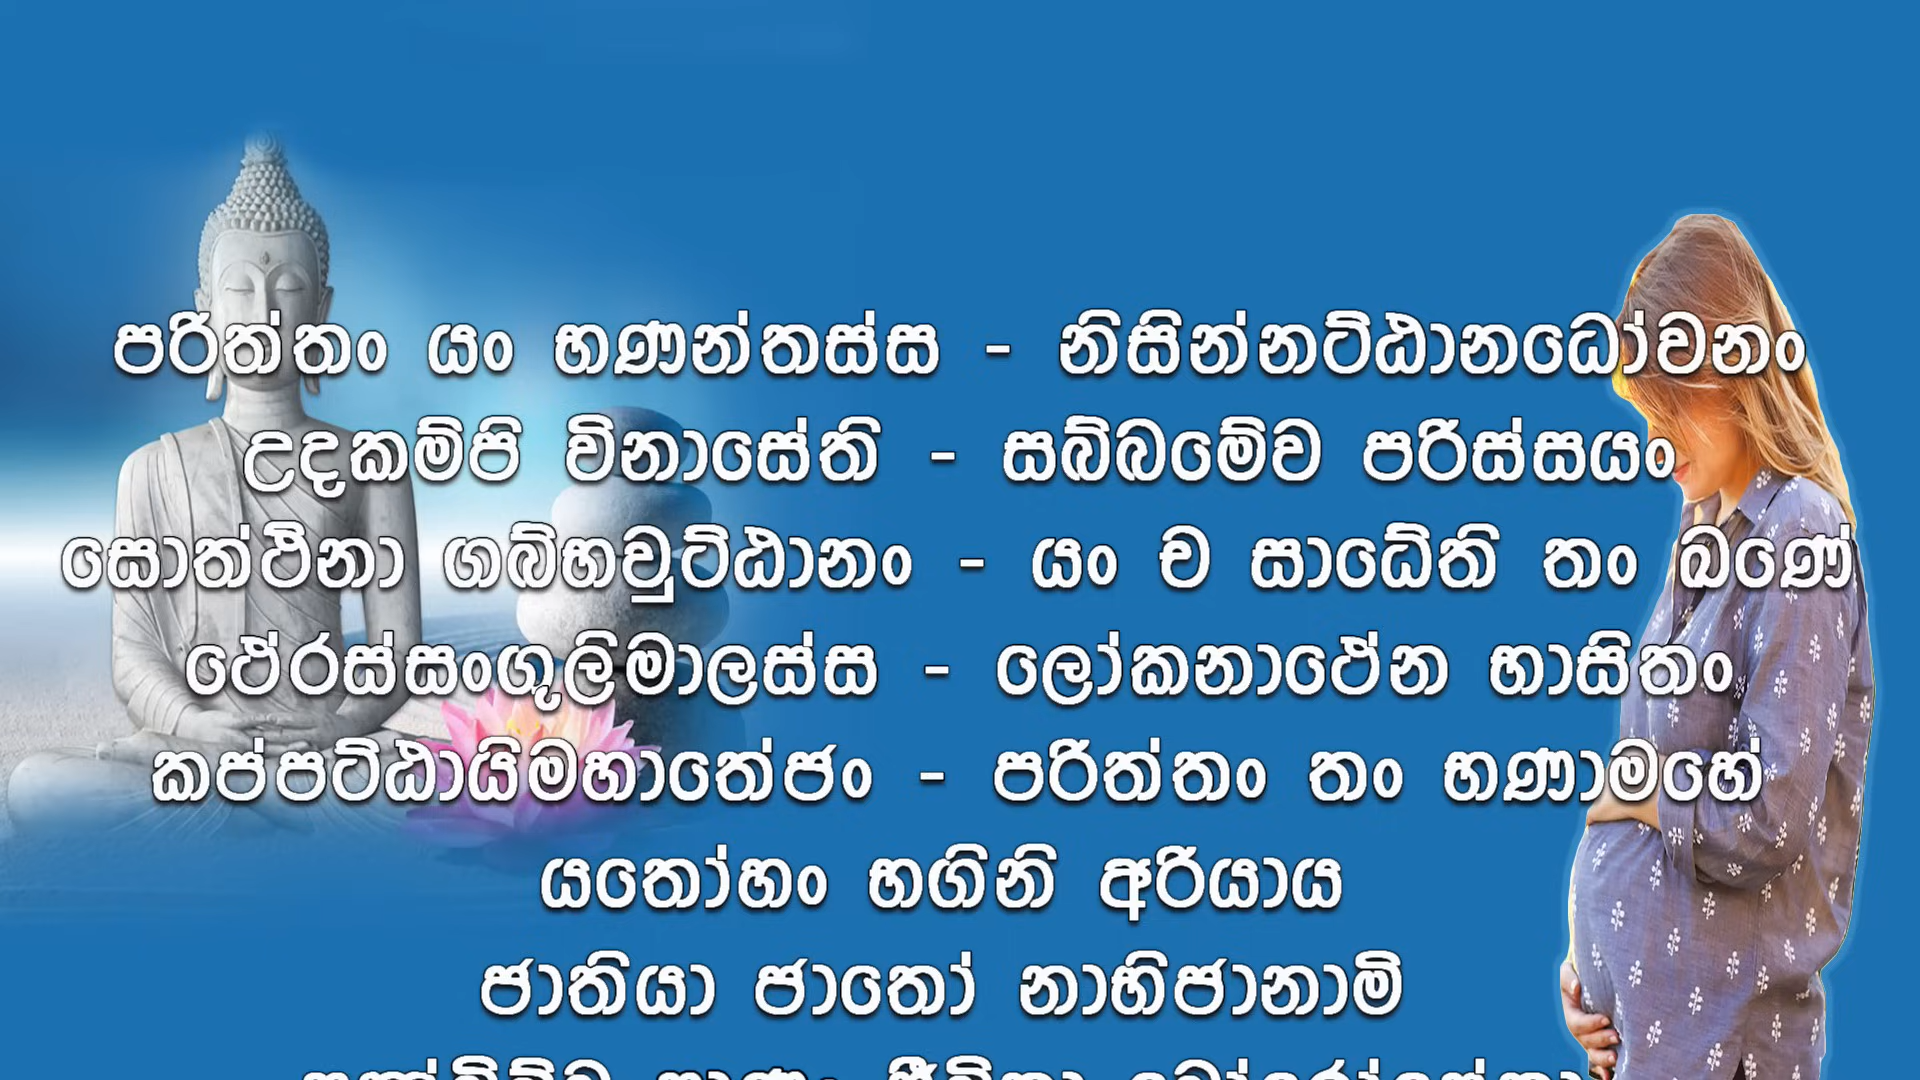 පරිත්තං යං භණන්තස්ස - නිසින්නට්ඨානධෝවනං
උදකම්පි විනාසේති - සබ්බමේව පරිස්සයං
සොත්ථිනා ගබ්භවුට්ඨානං - යං ච සාධේති තං ඛණේ
ථේරස්සංගුලිමාලස්ස - ලෝකනාථේන භාසිතං
කප්පට්ඨායිමහාතේජං - පරිත්තං තං භණාමහේ
යතෝහං භගිනි අරියාය
ජාතියා ජාතෝ නාභිජානාමි